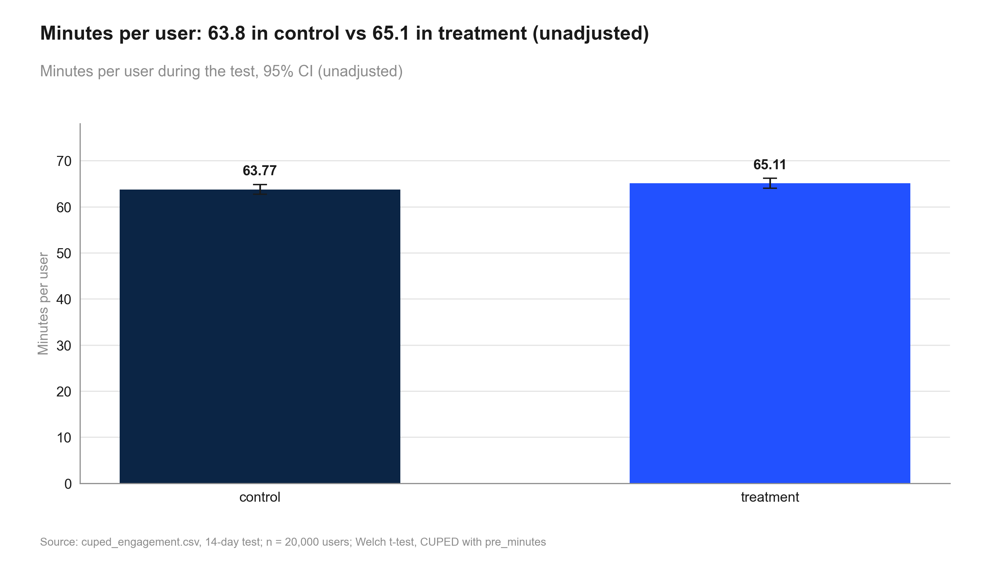 Minutes per user: 63.8 in control vs 65.1 in treatment (unadjusted)
Minutes per user during the test, 95% CI (unadjusted)
Minutes per user
70
60
50
40
30
20
10
0
63.77
65.11
control
treatment
Source: cuped_engagement.csv, 14-day test; n = 20,000 users; Welch t-test, CUPED with pre_minutes